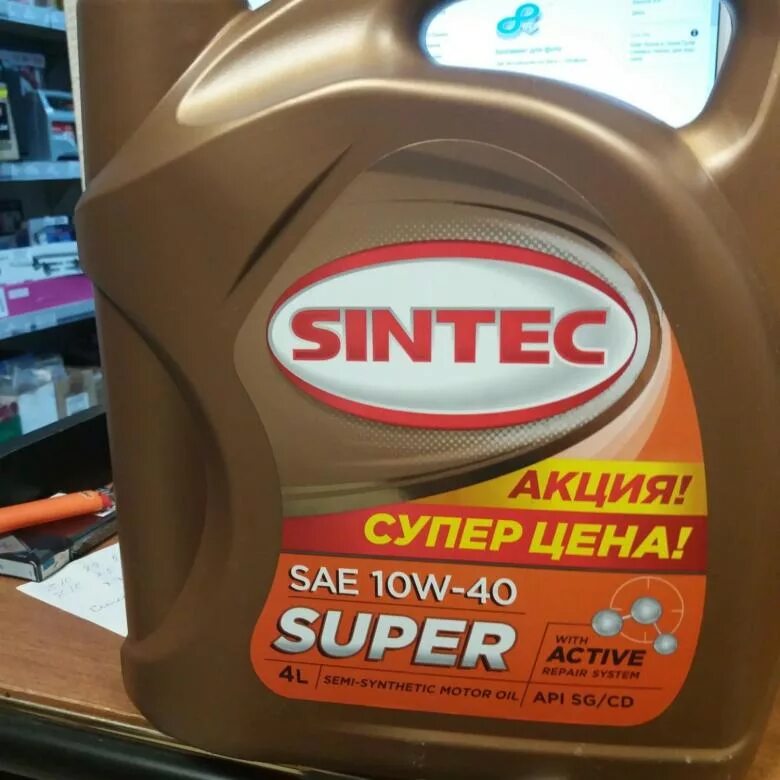 SINTEC
АКЦИЯ!
СУПЕР ЦЕНА!
SAE 10W-40
SUPER
WITH
ACTIVE
REPAIR SYSTEM
4L
SEMI-SYNTHETIC MOTOR OIL
API SG/CD